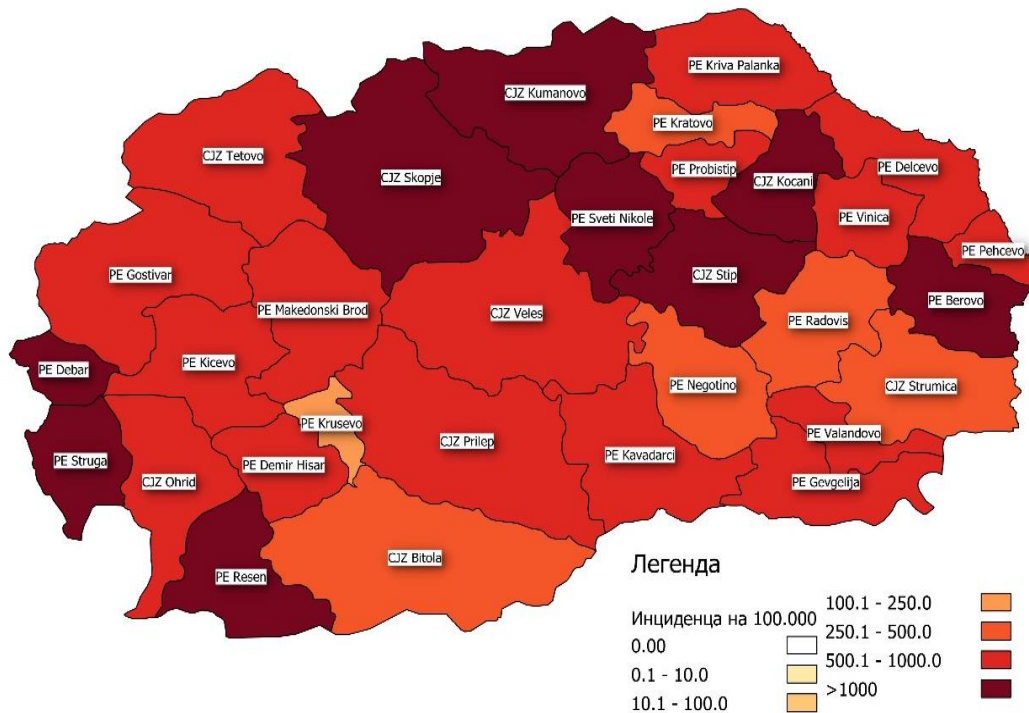 PE Kriva Palanka
CJZ Kumanovo
PE Kratovo
CJZ Tetovo
CJZ Skopje
PE Probistip
CJZ Kocani
PE Delcevo
PE Sveti Nikole
PE Vinica
PE Pehcevo
PE Gostivar
CJZ Stip
PE Berovo
PE Makedonski Brod
CJZ Veles
PE Radovis
PE Debar
PE Kicevo
PE Negotino
CJZ Strumica
PE Krusevo
PE Valandovo
CJZ Prilep
PE Struga
PE Demir Hisar
PE Kavadarci
CJZ Ohrid
PE Gevgelija
CJZ Bitola
PE Resen
Легенда
Инциденца на 100.000
0.00
0.1 - 10.0
10.1 - 100.0
100.1 - 250.0
250.1 - 500.0
500.1 - 1000.0
>1000